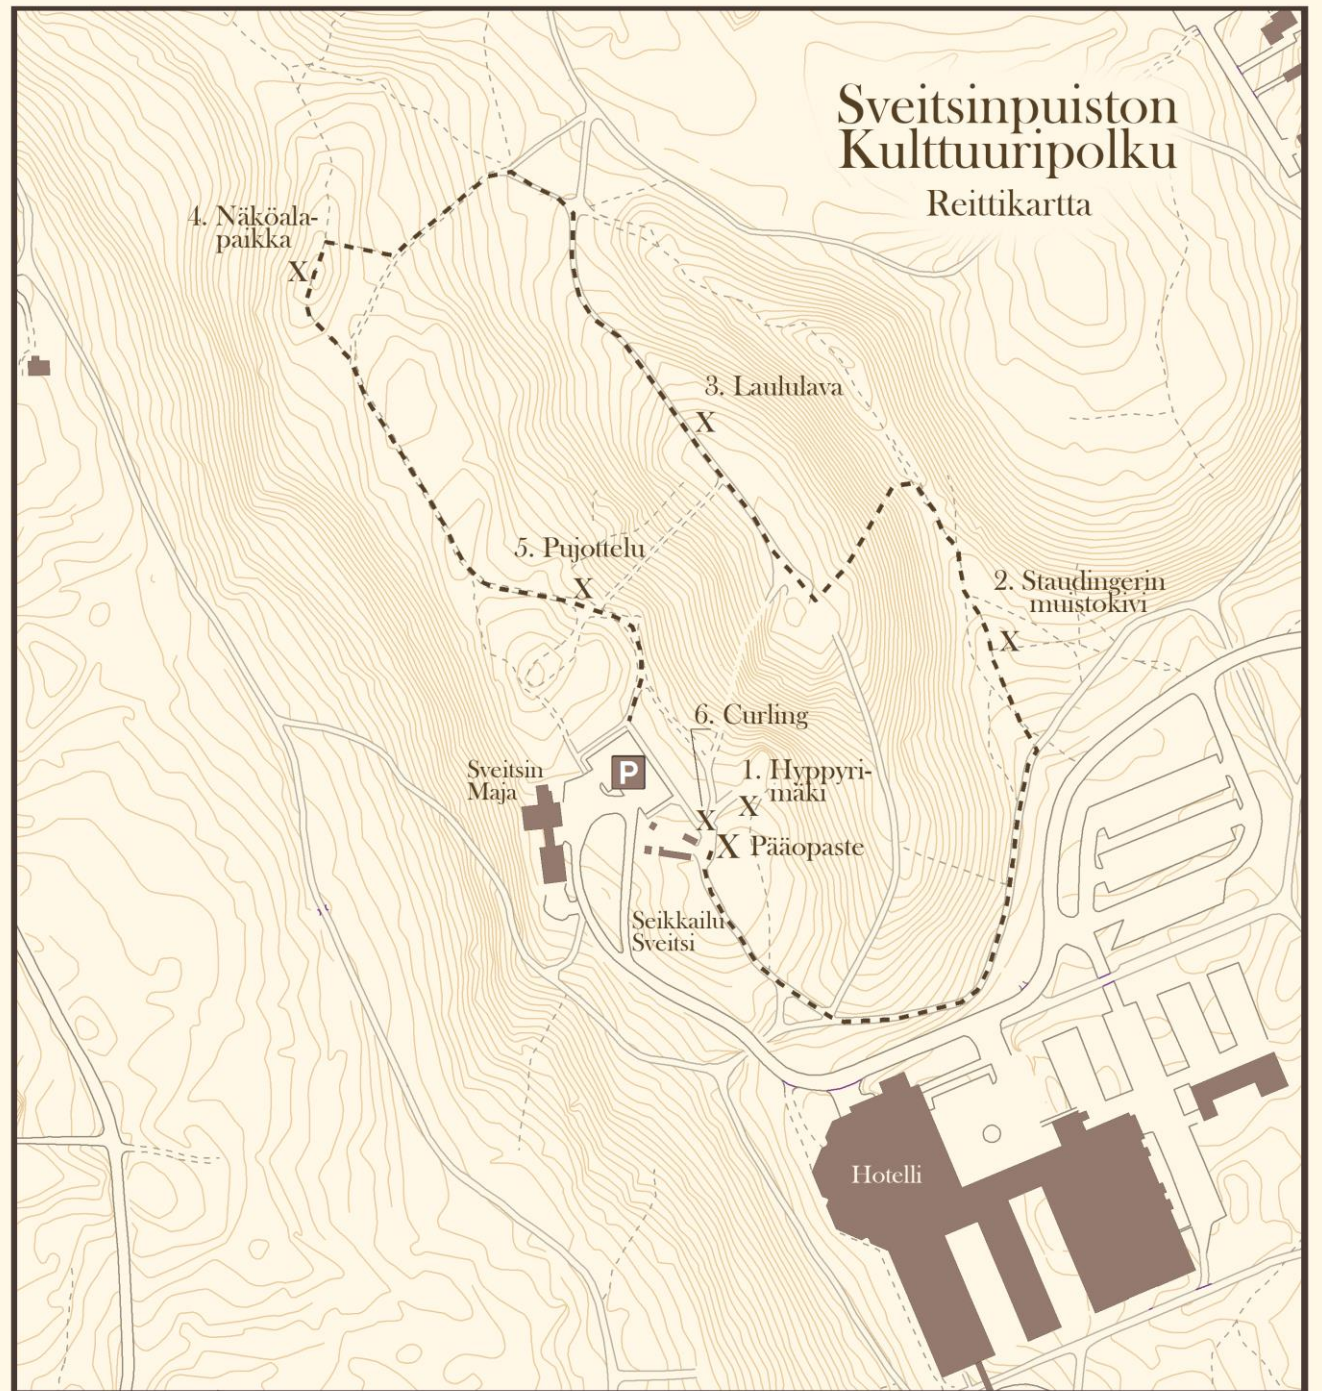 Sveitsinpuiston
Kulttuuripolku
Reittikartta
4. Näköala-
paikka
X
3. Laululava
X
5. Pujottelu
X
2. Staudingerin
muistokivi
X
6. Curling
Sveitsin
Maja
P
1. Hyppyri-
mäki
X
X
X Pääopaste
Seikkailu
Sveitsi
Hotelli